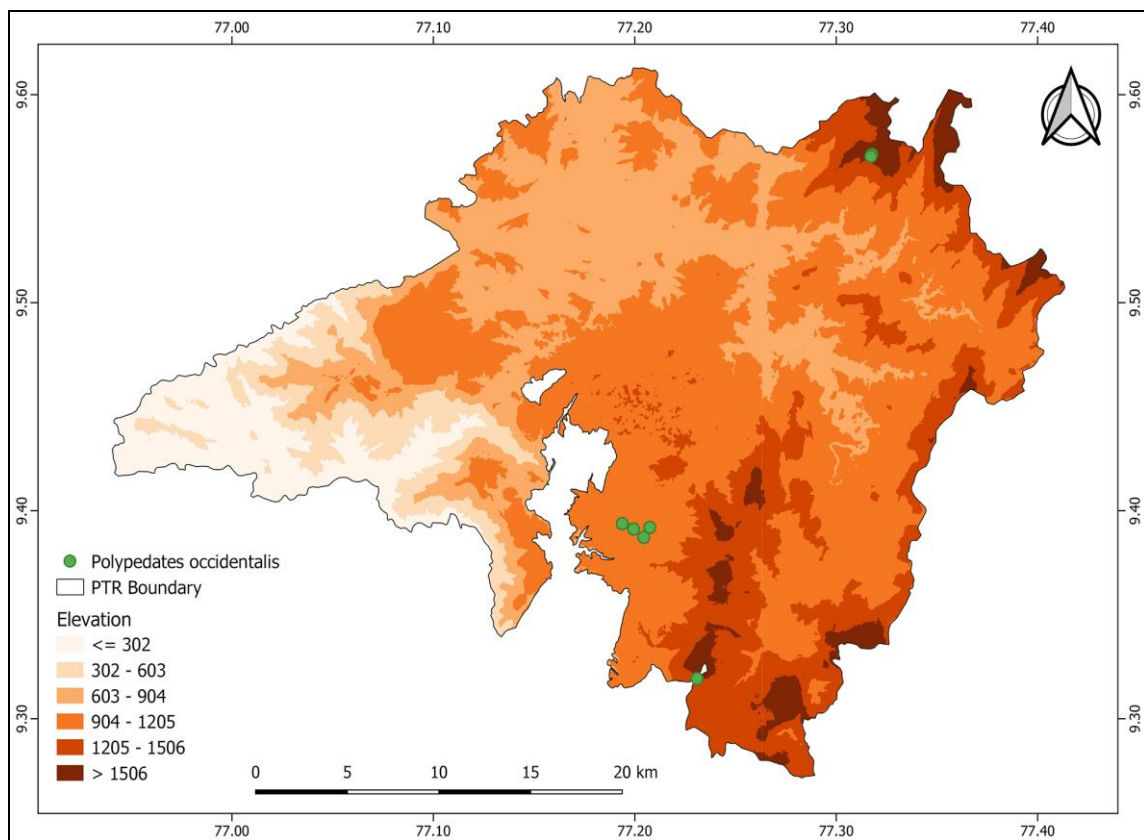 77.00 77.10 77.20 77.30 77.40
9.60 9.60
9.50 9.50
9.40 9.40
9.30 9.30
Polypedates occidentalis
PTR Boundary
Elevation
<= 302
302 - 603
603 - 904
904 - 1205
1205 - 1506
> 1506
0 5 10 15 20 km
77.00 77.10 77.20 77.30 77.40